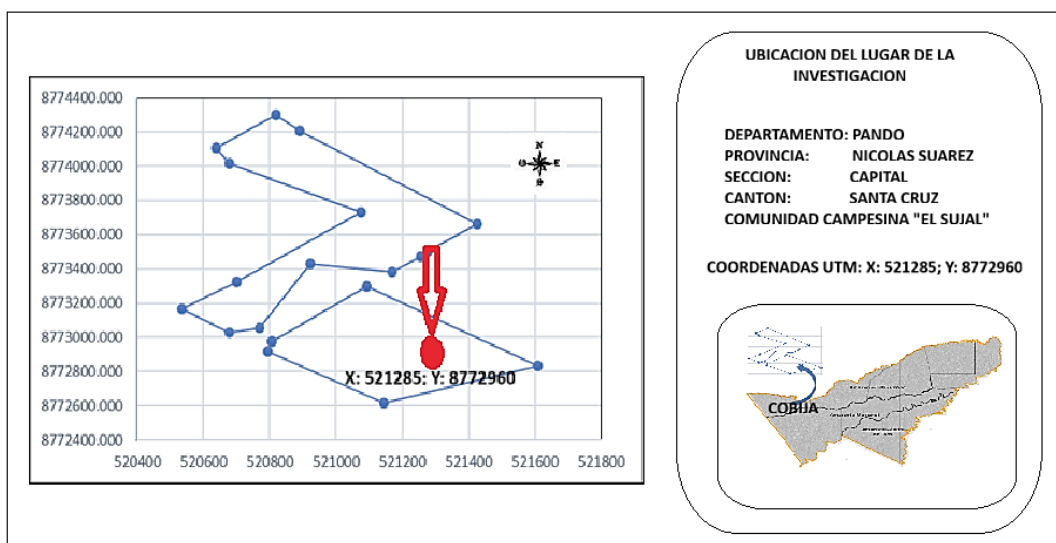 8774400.000
8774200.000
8774000.000
8773800.000
8773600.000
8773400.000
8773200.000
8773000.000
8772800.000
8772600.000
8772400.000
520400 520600 520800 521000 521200 521400 521600 521800
N
O E
S
X: 521285: Y: 8772960
UBICACION DEL LUGAR DE LA
INVESTIGACION
DEPARTAMENTO: PANDO
PROVINCIA: NICOLAS SUAREZ
SECCION: CAPITAL
CANTON: SANTA CRUZ
COMUNIDAD CAMPESINA "EL SUJAL"
COORDENADAS UTM: X: 521285; Y: 8772960
COBIJA